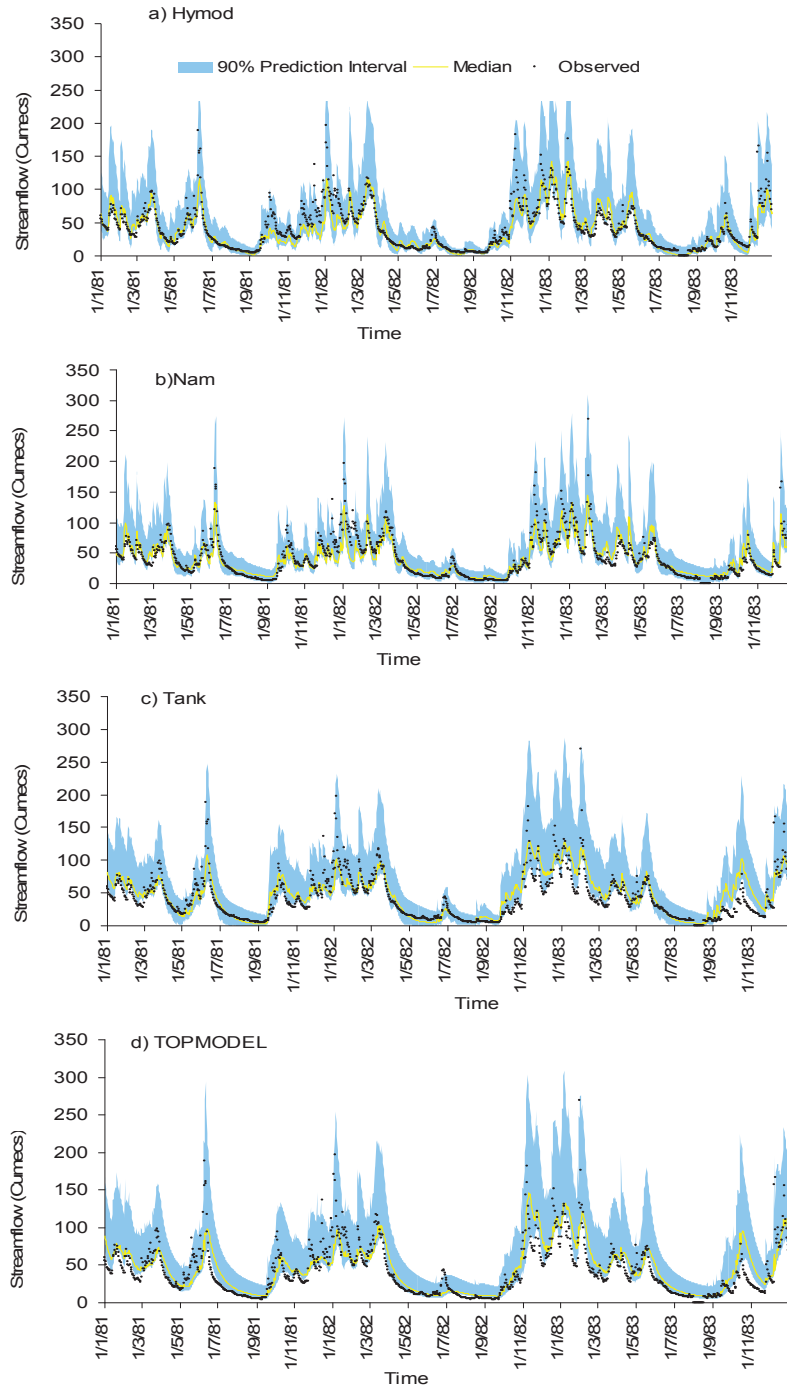 a) Hymod
350
300
250
200
150
100
50
0
Streamflow (Cumecs)
90% Prediction Interval Median Observed
1/1/81 1/3/81 1/5/81 1/7/81 1/9/81 1/11/81 1/1/82 1/3/82 1/5/82 1/7/82 1/9/82 1/11/82 1/1/83 1/3/83 1/5/83 1/7/83 1/9/83 1/11/83
Time
b)Nam
350
300
250
200
150
100
50
0
Streamflow (Cumecs)
1/1/81 1/3/81 1/5/81 1/7/81 1/9/81 1/11/81 1/1/82 1/3/82 1/5/82 1/7/82 1/9/82 1/11/82 1/1/83 1/3/83 1/5/83 1/7/83 1/9/83 1/11/83
Time
c) Tank
350
300
250
200
150
100
50
0
Streamflow (Cumecs)
1/1/81 1/3/81 1/5/81 1/7/81 1/9/81 1/11/81 1/1/82 1/3/82 1/5/82 1/7/82 1/9/82 1/11/82 1/1/83 1/3/83 1/5/83 1/7/83 1/9/83 1/11/83
Time
d) TOPMODEL
350
300
250
200
150
100
50
0
Streamflow (Cumecs)
1/1/81 1/3/81 1/5/81 1/7/81 1/9/81 1/11/81 1/1/82 1/3/82 1/5/82 1/7/82 1/9/82 1/11/82 1/1/83 1/3/83 1/5/83 1/7/83 1/9/83 1/11/83
Time